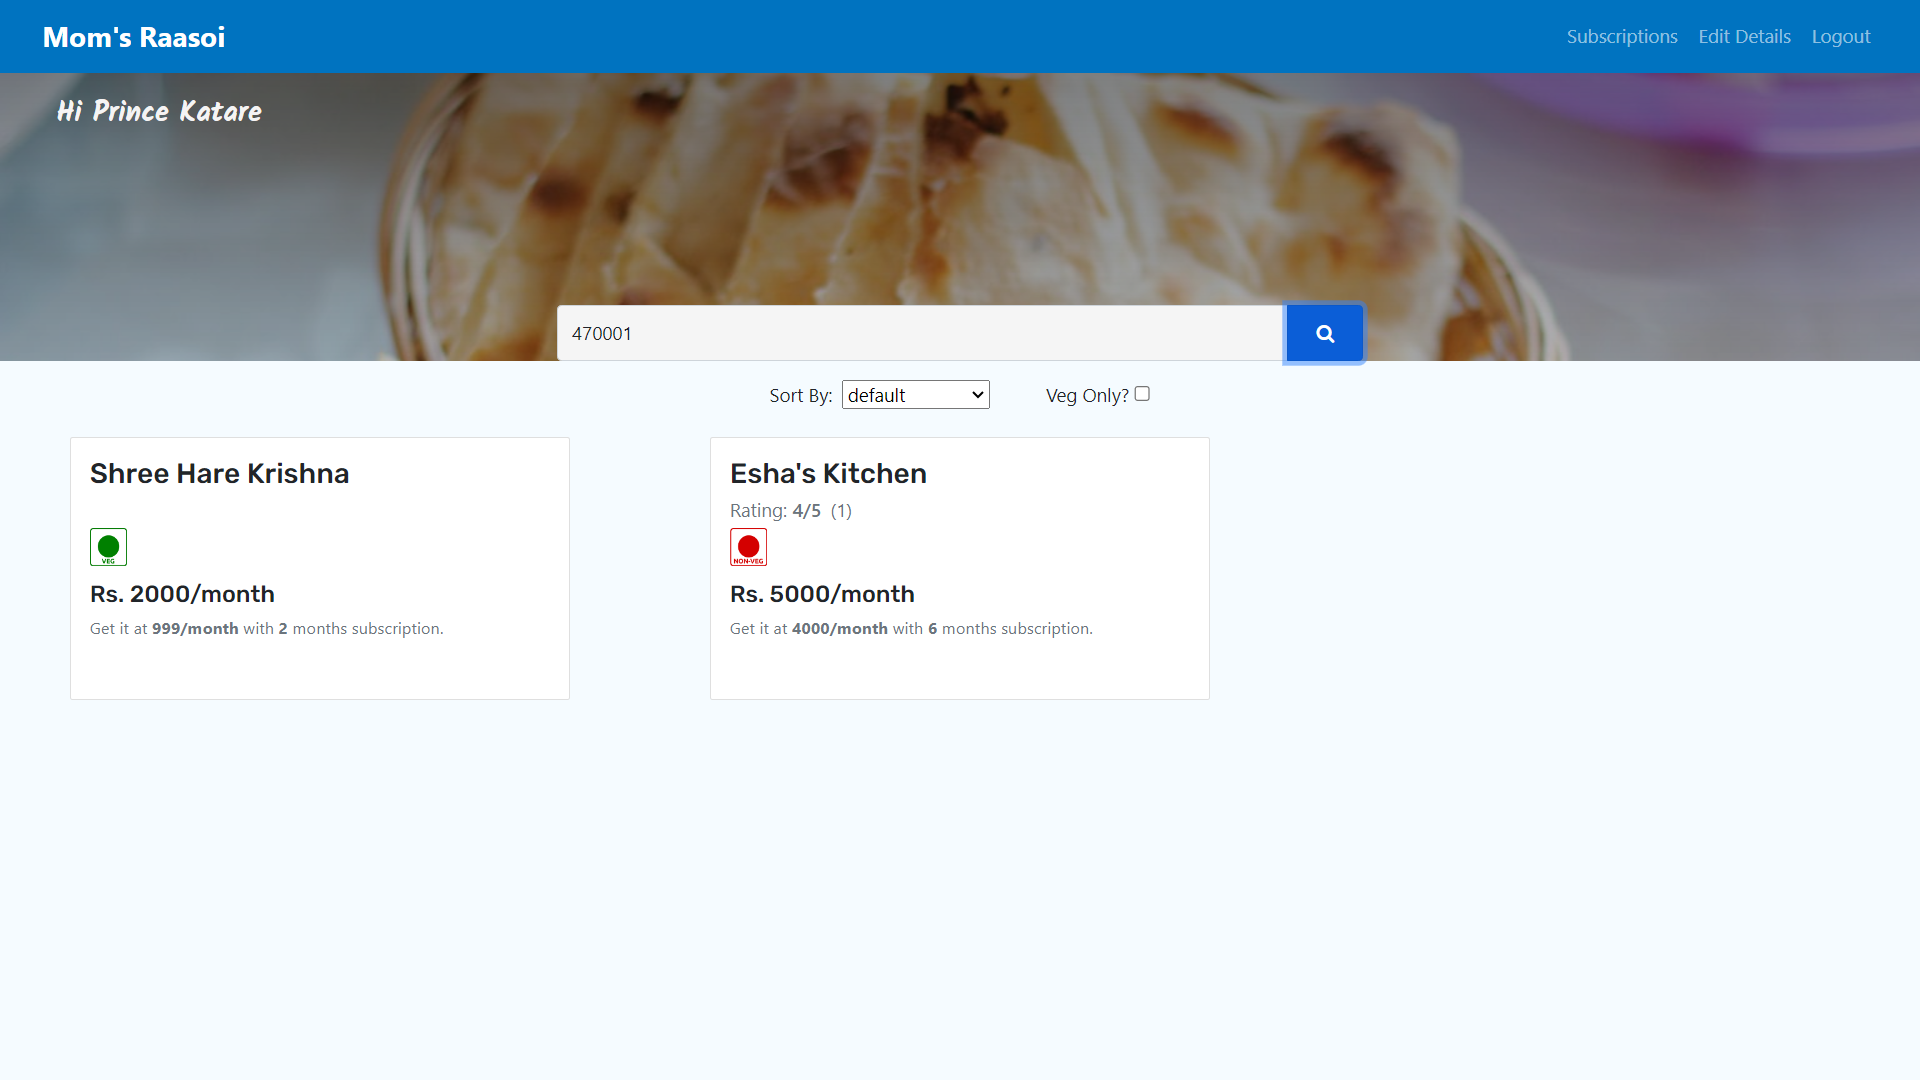 Mom's Raasoi
Subscriptions Edit Details Logout
Hi Prince Katare
470001
Sort By: default Veg Only?
Shree Hare Krishna
VEG
Rs. 2000/month
Get it at 999/month with 2 months subscription.
Esha's Kitchen
Rating: 4/5 (1)
NON-VEG
Rs. 5000/month
Get it at 4000/month with 6 months subscription.